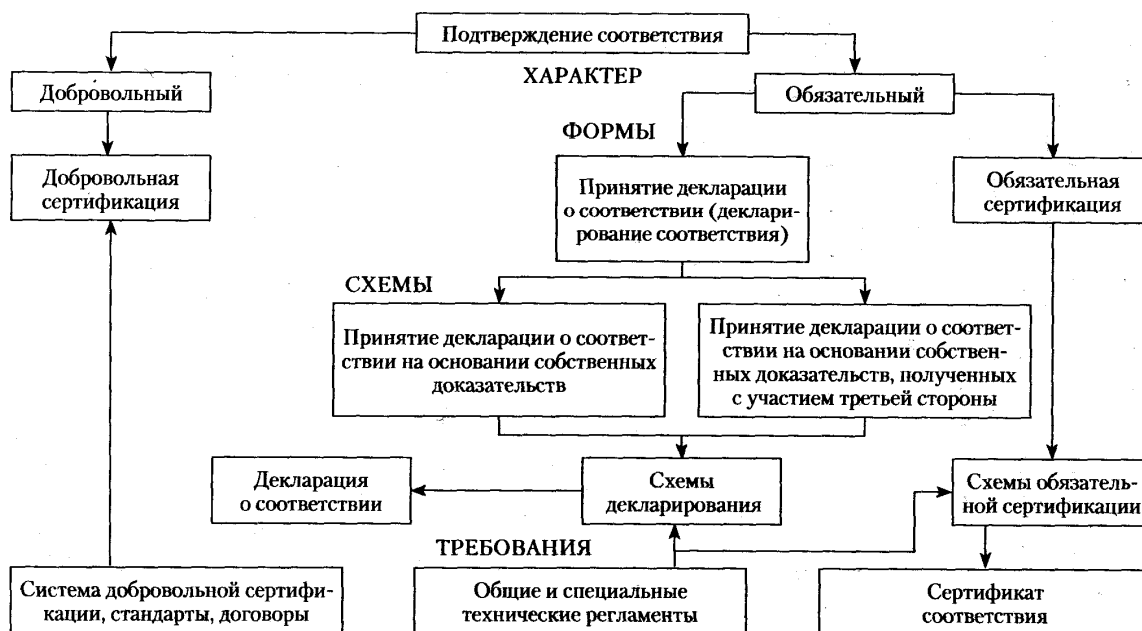 Подтверждение соответствия
ХАРАКТЕР
Добровольный
Обязательный
ФОРМЫ
Добровольная
сертификация
Принятие декларации
о соответствии (деклари-
рование соответствия)
Обязательная
сертификация
СХЕМЫ
Принятие декларации о соответ-
ствии на основании собственных
доказательств
Принятие декларации о соответ-
ствии на основании собствен-
ных доказательств, полученных
с участием третьей стороны
Декларация
о соответствии
Схемы
декларирования
Схемы обязатель-
ной сертификации
ТРЕБОВАНИЯ
Система добровольной сертифи-
кации, стандарты, договоры
Общие и специальные
технические регламенты
Сертификат
соответствия